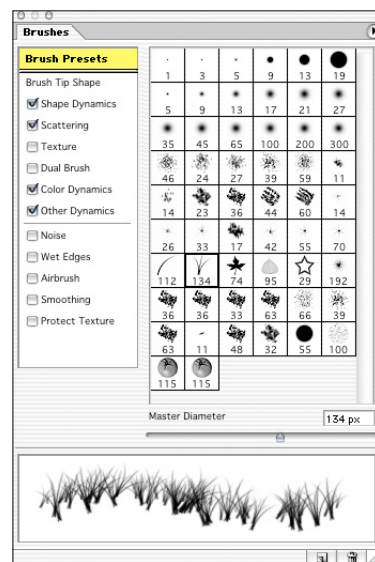 Brushes
Brush Presets
Brush Tip Shape
Shape Dynamics
Scattering
Texture
Dual Brush
Color Dynamics
Other Dynamics
Noise
Wet Edges
Airbrush
Smoothing
Protect Texture
1 3 5 9 13 19
5 9 13 17 21 27
35 45 65 100 200 300
46 24 27 39 59 11
14 23 36 44 60 14
26 33 17 42 55 70
112 134 74 95 29 192
36 36 33 63 66 39
63 11 48 32 55 100
115 115
Master Diameter
134 px